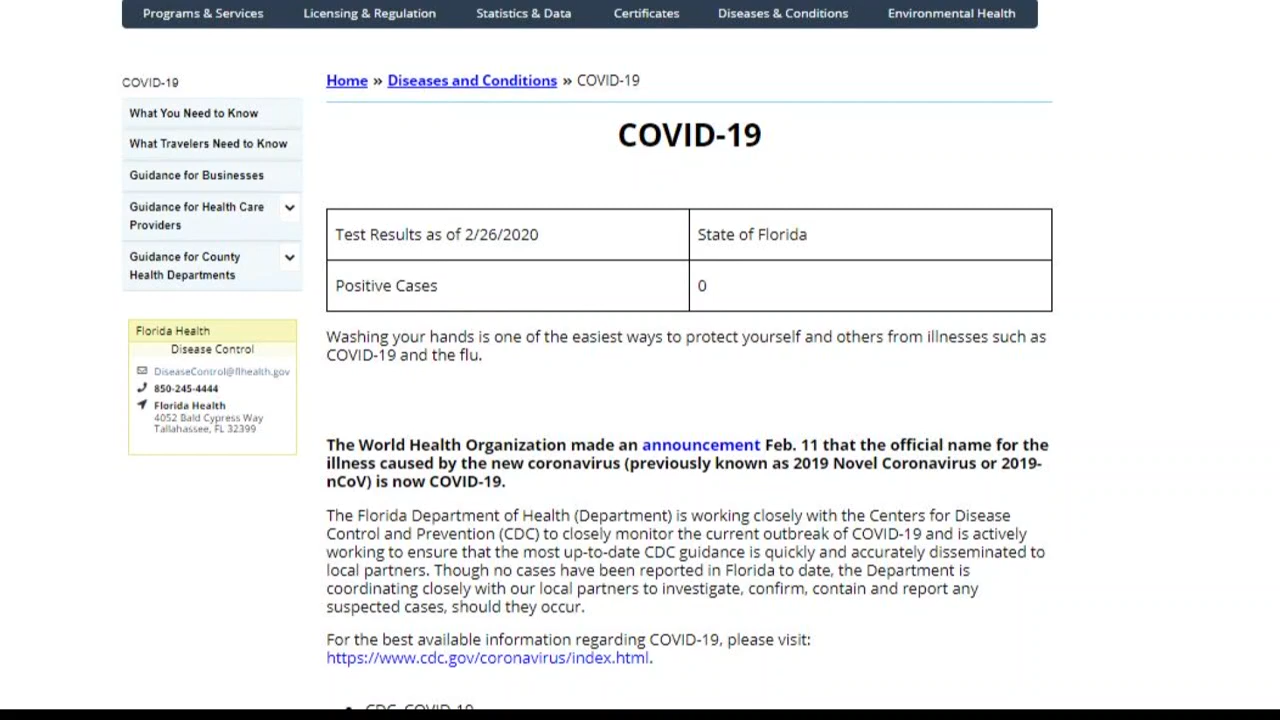 Programs & Services Licensing & Regulation Statistics & Data Certificates Diseases & Conditions Environmental Health
COVID-19
What You Need to Know
What Travelers Need to Know
Guidance for Businesses
Guidance for Health Care
Providers
Guidance for County
Health Departments
Florida Health
Disease Control
DiseaseControl@flhealth.gov
850-245-4444
Florida Health
4052 Bald Cypress Way
Tallahassee, FL 32399
Home » Diseases and Conditions » COVID-19
COVID-19
Test Results as of 2/26/2020 State of Florida
Positive Cases 0
Washing your hands is one of the easiest ways to protect yourself and others from illnesses such as
COVID-19 and the flu.
The World Health Organization made an announcement Feb. 11 that the official name for the
illness caused by the new coronavirus (previously known as 2019 Novel Coronavirus or 2019-
nCoV) is now COVID-19.
The Florida Department of Health (Department) is working closely with the Centers for Disease
Control and Prevention (CDC) to closely monitor the current outbreak of COVID-19 and is actively
working to ensure that the most up-to-date CDC guidance is quickly and accurately disseminated to
local partners. Though no cases have been reported in Florida to date, the Department is
coordinating closely with our local partners to investigate, confirm, contain and report any
suspected cases, should they occur.
For the best available information regarding COVID-19, please visit:
https://www.cdc.gov/coronavirus/index.html.
CDC COVID-19